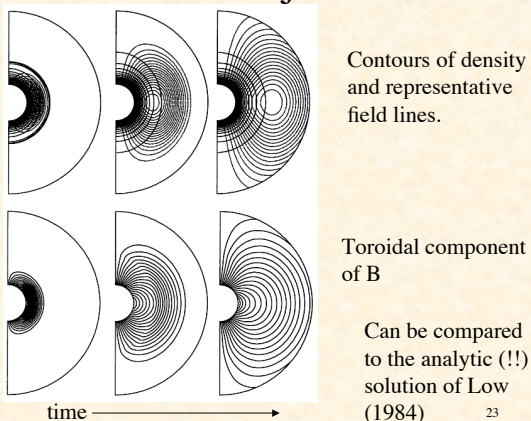 Contours of density
and representative
field lines.
Toroidal component
of B
Can be compared
to the analytic (!!)
solution of Low
(1984)
23
time